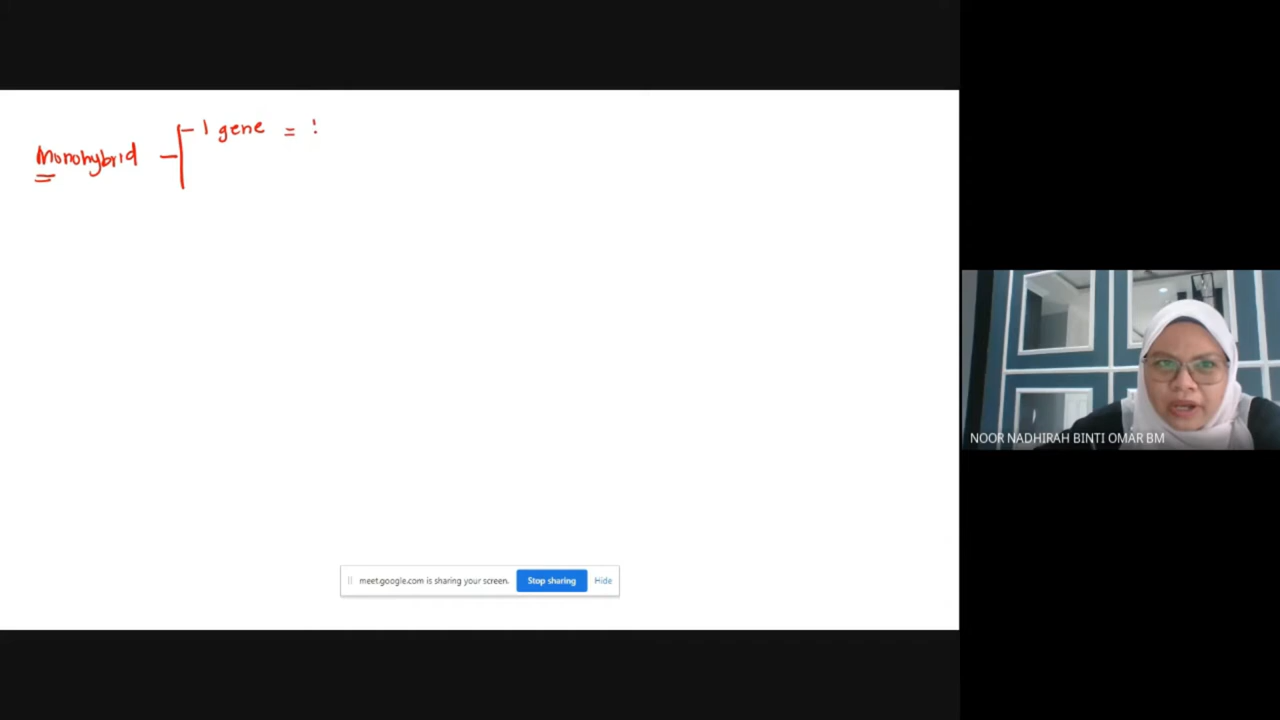 Monohybrid - 1 gene =
NOOR NADHIRAH BINTI OMAR BM
meet.google.com is sharing your screen. Stop sharing Hide